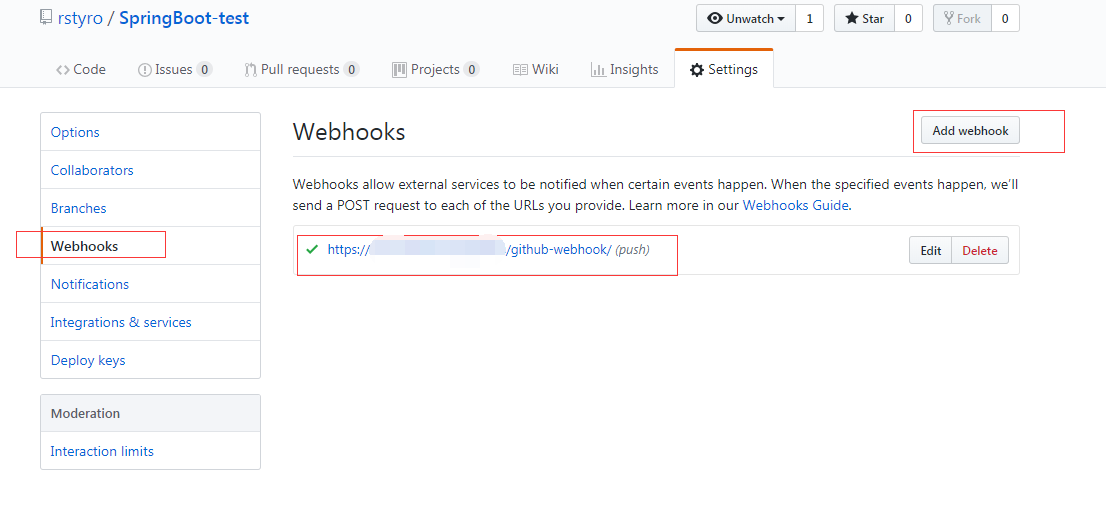 rstyro / SpringBoot-test
Unwatch 1 Star 0 Fork 0
Code Issues 0 Pull requests 0 Projects 0 Wiki Insights Settings
Options
Collaborators
Branches
Webhooks
Notifications
Integrations & services
Deploy keys
Moderation
Interaction limits
Webhooks
Add webhook
Webhooks allow external services to be notified when certain events happen. When the specified events happen, we'll
send a POST request to each of the URLs you provide. Learn more in our Webhooks Guide.
https:// /github-webhook/ (push)
Edit Delete